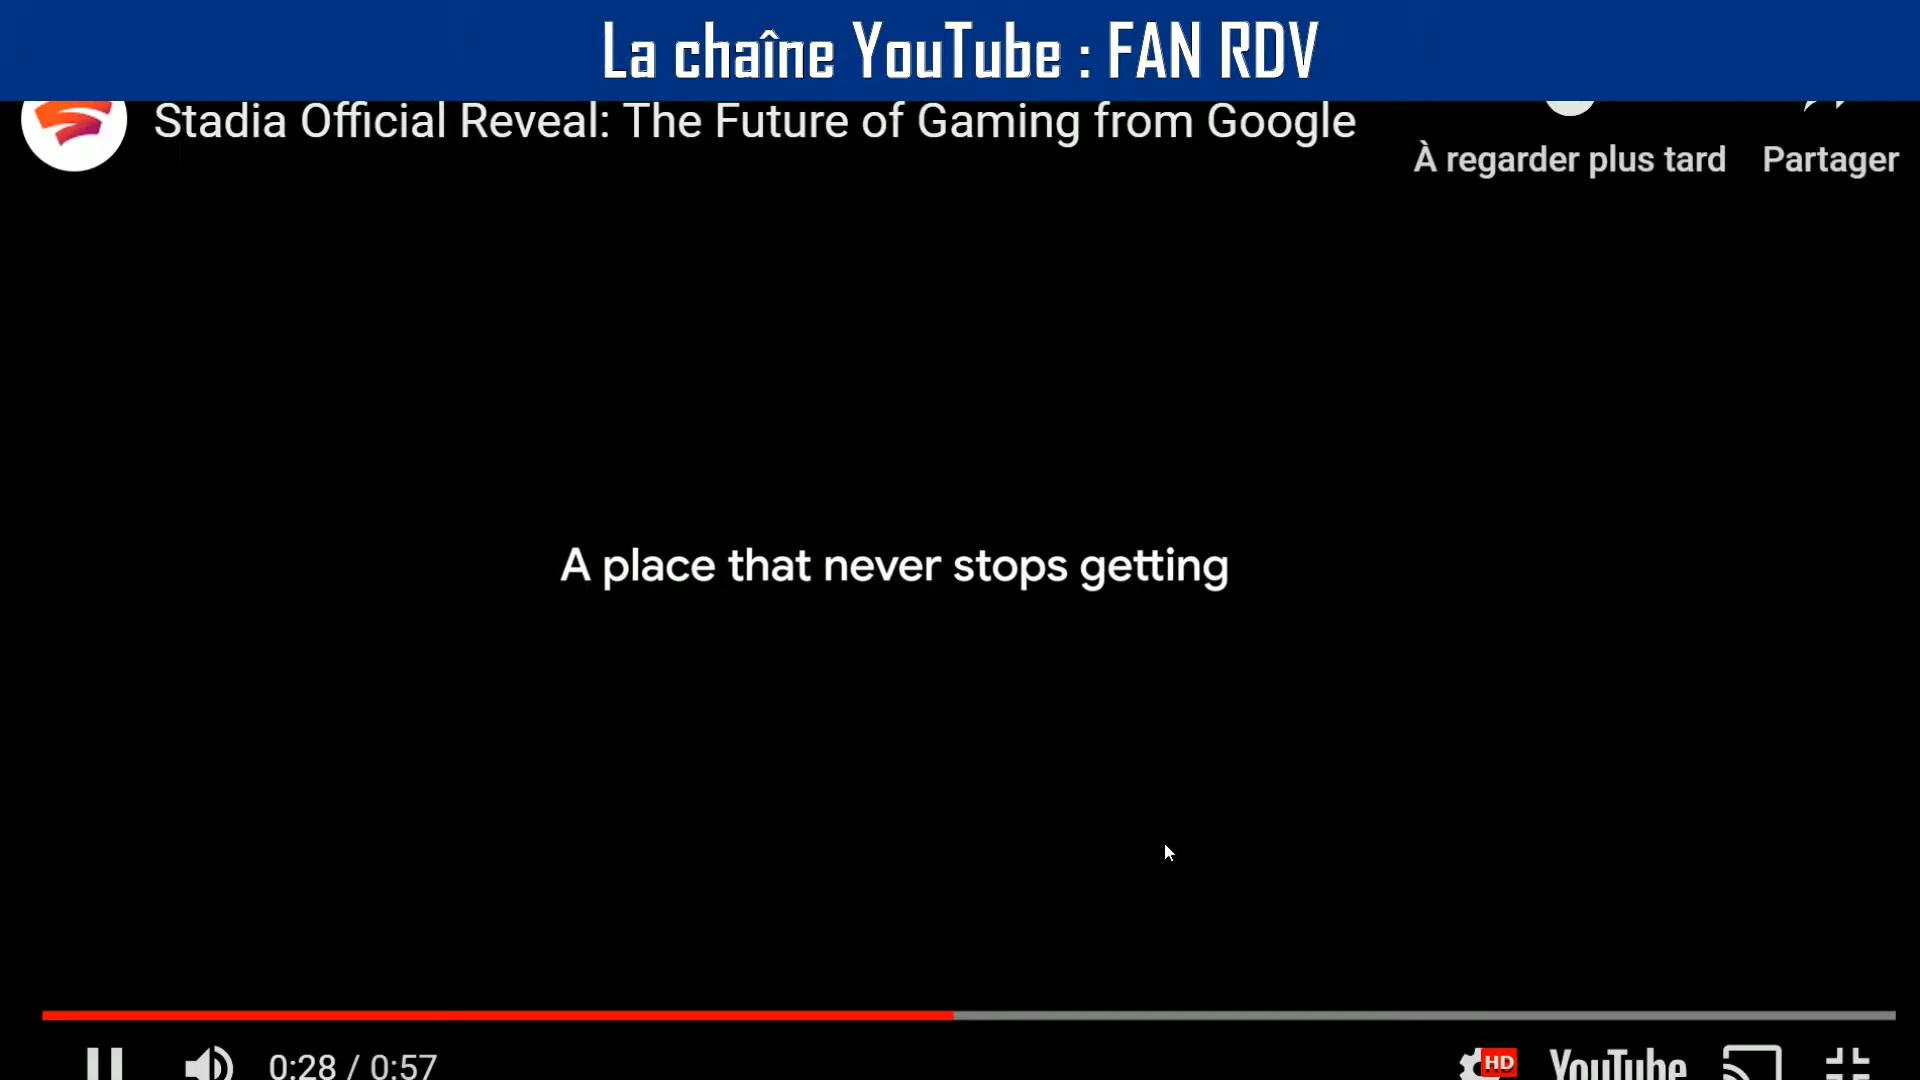 La chaîne YouTube : FAN RDV
Stadia Official Reveal: The Future of Gaming from Google
À regarder plus tard
Partager
A place that never stops getting
0:28 / 0:57
HD
YouTube